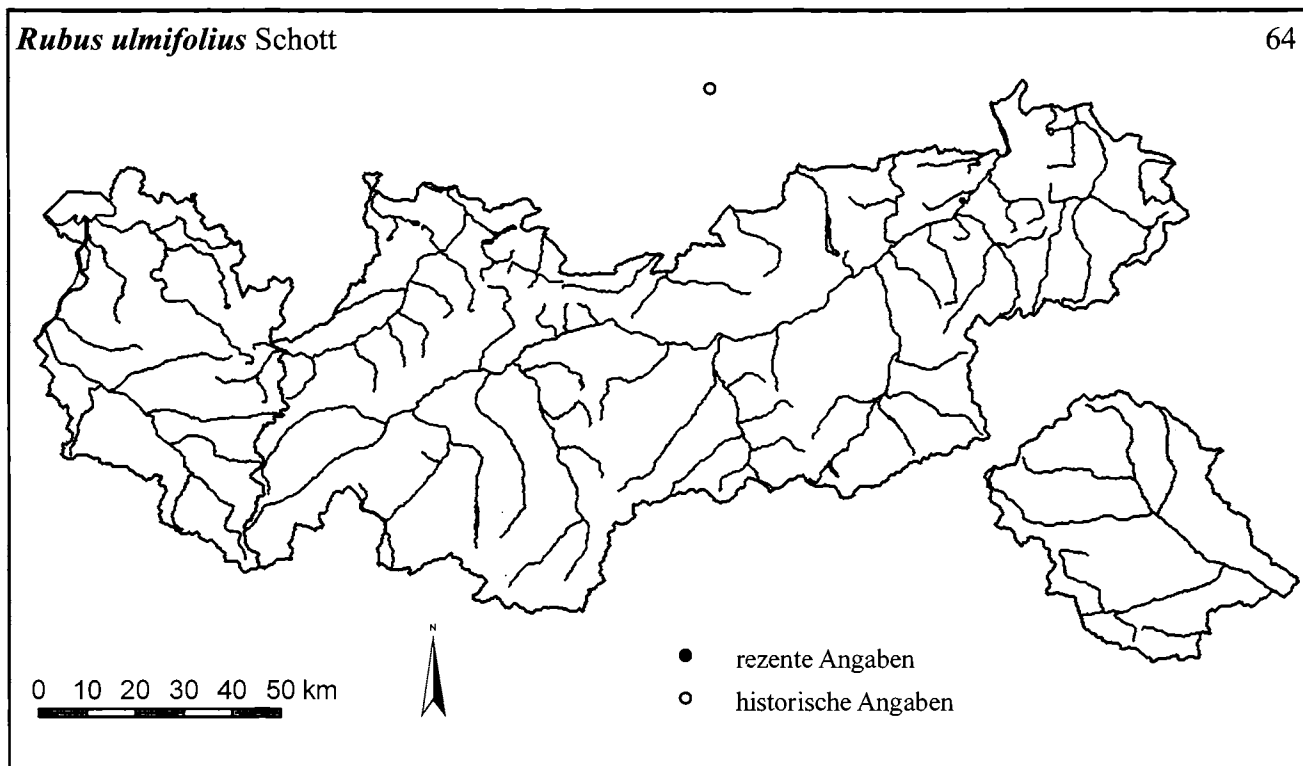 Rubus ulmifolius Schott 64
N
0 10 20 30 40 50 km
rezente Angaben
historische Angaben